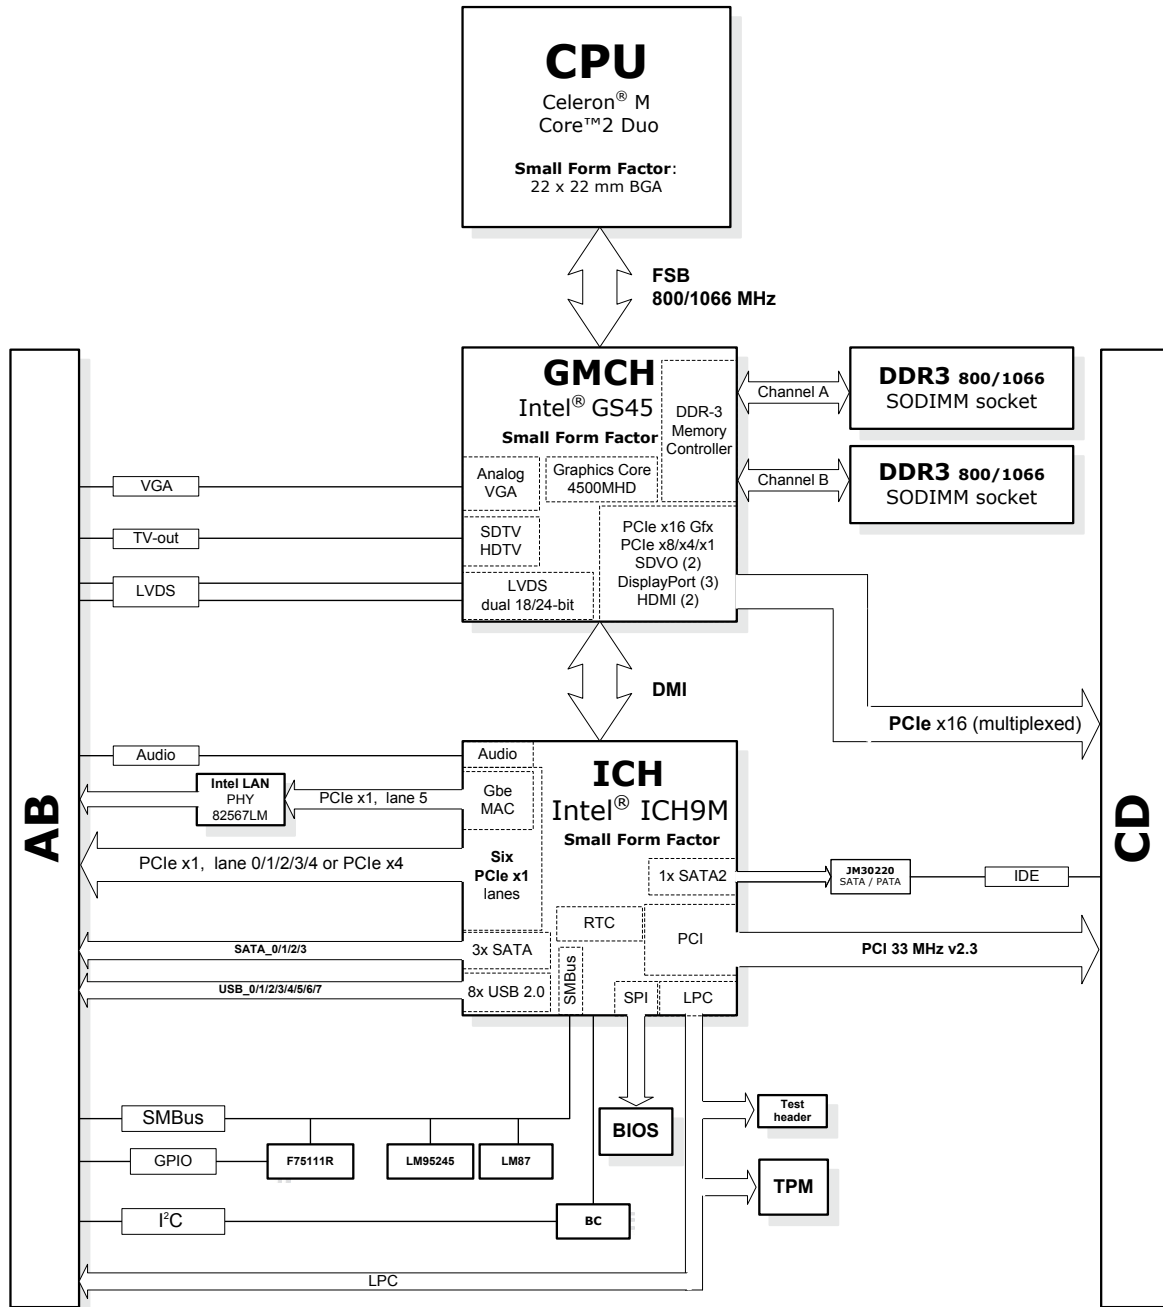 CPU
Celeron® M
Core™2 Duo
Small Form Factor:
22 x 22 mm BGA
FSB
800/1066 MHz
AB
CD
GMCH
Intel® GS45
Small Form Factor
DDR-3
Memory
Controller
Analog
VGA
Graphics Core
4500MHD
SDTV
HDTV
PCIe x16 Gfx
PCIe x8/x4/x1
SDVO (2)
DisplayPort (3)
HDMI (2)
LVDS
dual 18/24-bit
Channel A
DDR3 800/1066
SODIMM socket
Channel B
DDR3 800/1066
SODIMM socket
VGA
TV-out
LVDS
DMI
PCIe x16 (multiplexed)
Audio
Audio
ICH
Intel® ICH9M
Small Form Factor
Intel LAN
PHY
82567LM
PCIe x1, lane 5
Gbe
MAC
PCIe x1, lane 0/1/2/3/4 or PCIe x4
Six
PCIe x1
lanes
1x SATA2
JM30220
SATA / PATA
IDE
RTC
PCI
PCI 33 MHz v2.3
SATA_0/1/2/3
3x SATA
USB_0/1/2/3/4/5/6/7
8x USB 2.0
SMBus
SPI
LPC
SMBus
BIOS
Test
header
GPIO
F75111R
LM95245
LM87
TPM
I²C
BC
LPC